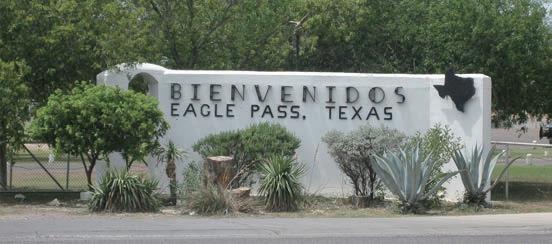 BIENVENIDOS
EAGLE PASS, TEXAS